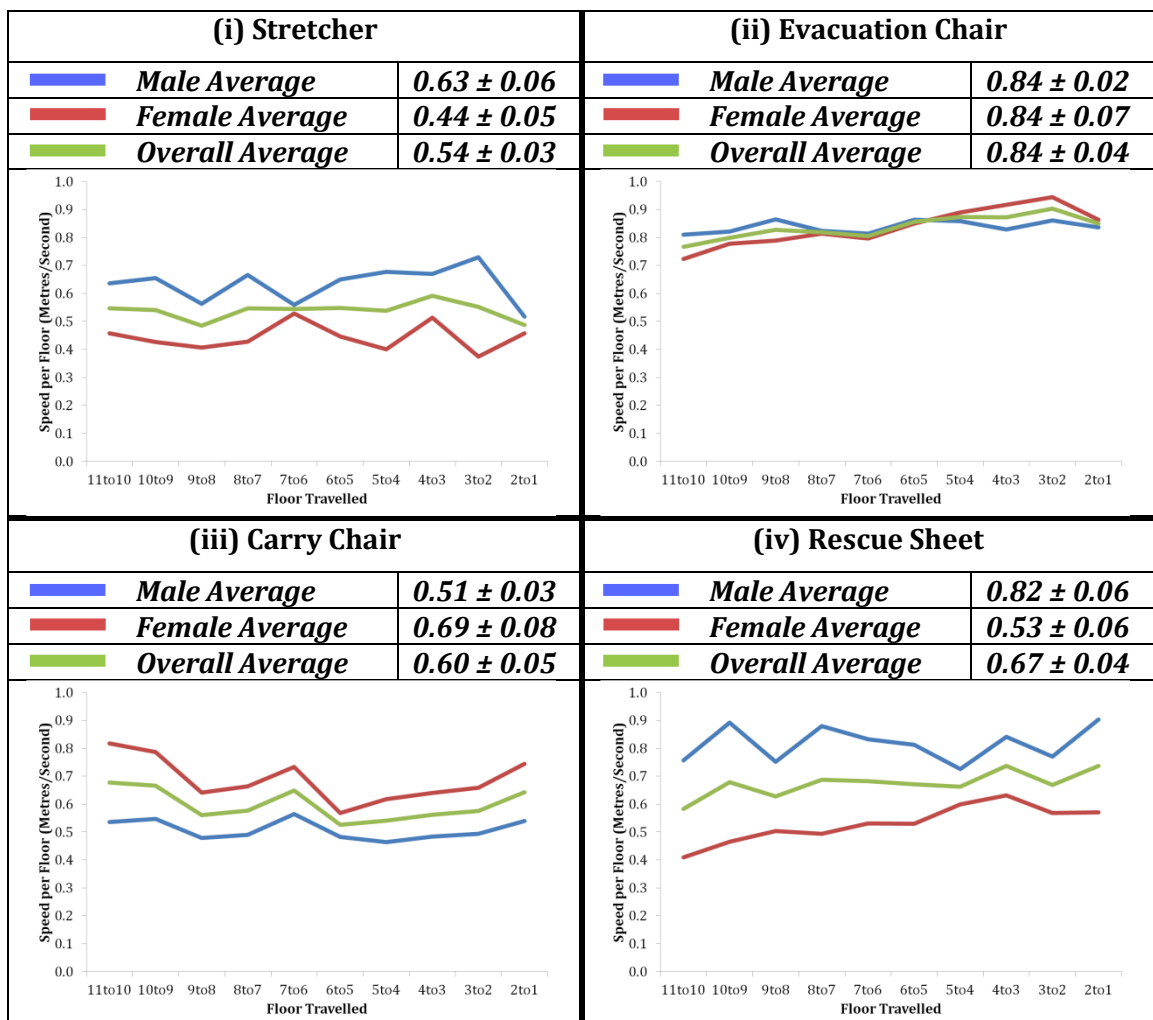 (i) Stretcher
Male Average 0.63 ± 0.06
Female Average 0.44 ± 0.05
Overall Average 0.54 ± 0.03
1.0
0.9
0.8
0.7
0.6
0.5
0.4
0.3
0.2
0.1
0.0
Speed per Floor (Metres/Second)
11to10 10to9 9to8 8to7 7to6 6to5 5to4 4to3 3to2 2to1
Floor Travelled
(ii) Evacuation Chair
Male Average 0.84 ± 0.02
Female Average 0.84 ± 0.07
Overall Average 0.84 ± 0.04
1.0
0.9
0.8
0.7
0.6
0.5
0.4
0.3
0.2
0.1
0.0
Speed per Floor (Metres/Second)
11to10 10to9 9to8 8to7 7to6 6to5 5to4 4to3 3to2 2to1
Floor Travelled
(iii) Carry Chair
Male Average 0.51 ± 0.03
Female Average 0.69 ± 0.08
Overall Average 0.60 ± 0.05
1.0
0.9
0.8
0.7
0.6
0.5
0.4
0.3
0.2
0.1
0.0
Speed per Floor (Metres/Second)
11to10 10to9 9to8 8to7 7to6 6to5 5to4 4to3 3to2 2to1
Floor Travelled
(iv) Rescue Sheet
Male Average 0.82 ± 0.06
Female Average 0.53 ± 0.06
Overall Average 0.67 ± 0.04
1.0
0.9
0.8
0.7
0.6
0.5
0.4
0.3
0.2
0.1
0.0
Speed per Floor (Metres/Second)
11to10 10to9 9to8 8to7 7to6 6to5 5to4 4to3 3to2 2to1
Floor Travelled